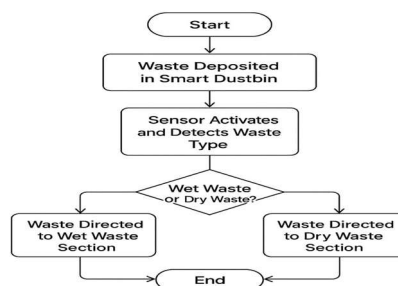 Start
Waste Deposited
in Smart Dustbin
Sensor Activates
and Detects Waste
Type
Wet Waste
or Dry Waste?
Waste Directed
to Wet Waste
Section
Waste Directed
to Dry Waste
Section
End